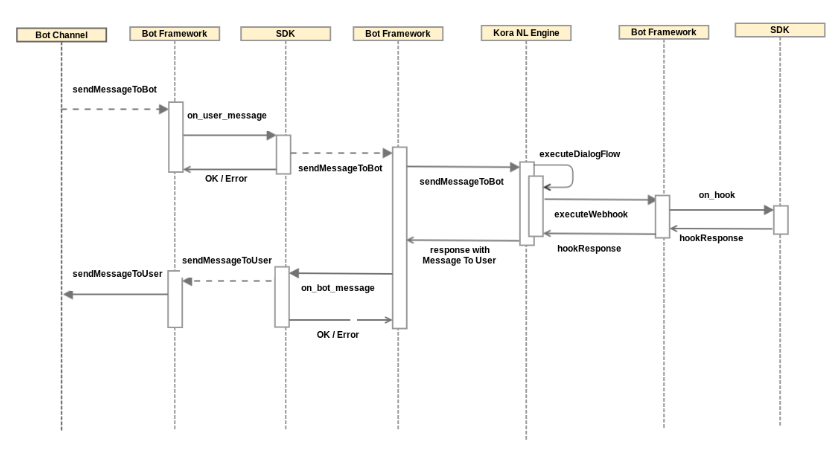 Bot Channel
Bot Framework
SDK
Bot Framework
Kora NL Engine
Bot Framework
SDK
sendMessageToBot
on_user_message
OK / Error
sendMessageToBot
sendMessageToBot
executeDialogFlow
executeWebhook
on_hook
hookResponse
hookResponse
response with
Message To User
sendMessageToUser
sendMessageToUser
on_bot_message
OK / Error